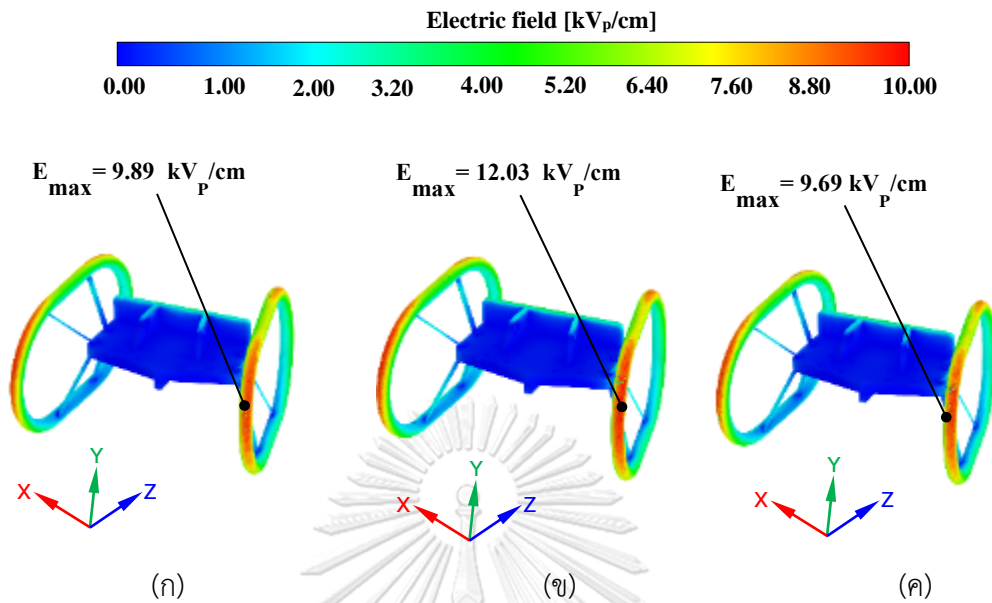 Electric field [kVp/cm]
0.00 1.00 2.00 3.20 4.00 5.20 6.40 7.60 8.80 10.00
Emax = 9.89 kVP/cm
Emax = 12.03 kVP/cm
Emax = 9.69 kVP/cm
Y Y Y
X Z X Z X Z
(ก) (ข) (ค)